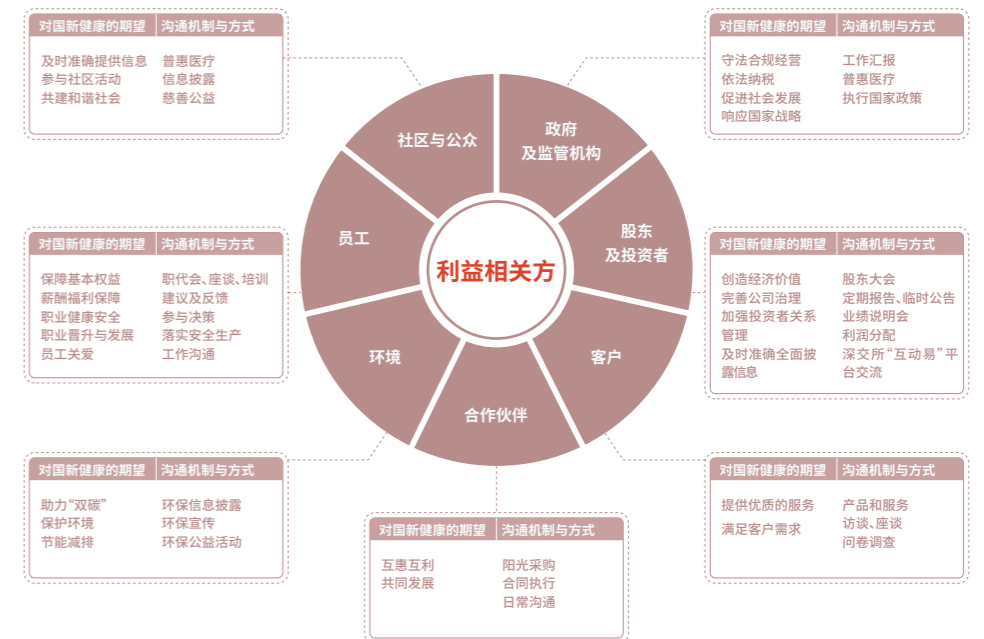 对国新健康的期望 沟通机制与方式
及时准确提供信息 普惠医疗
参与社区活动 信息披露
共建和谐社会 慈善公益
对国新健康的期望 沟通机制与方式
守法合规经营 工作汇报
依法纳税 普惠医疗
促进社会发展 执行国家政策
响应国家战略
社区与公众
政府
及监管机构
员工
股东
及投资者
利益相关方
环境
客户
合作伙伴
对国新健康的期望 沟通机制与方式
保障基本权益 职代会、座谈、培训
薪酬福利保障 建议及反馈
职业健康安全 参与决策
职业晋升与发展 落实安全生产
员工关爱 工作沟通
对国新健康的期望 沟通机制与方式
创造经济价值 股东大会
完善公司治理 定期报告、临时公告
加强投资者关系 业绩说明会
管理 利润分配
及时准确全面披 深交所“互动易”平
露信息 台交流
对国新健康的期望 沟通机制与方式
助力“双碳” 环保信息披露
保护环境 环保宣传
节能减排 环保公益活动
对国新健康的期望 沟通机制与方式
互惠互利 阳光采购
共同发展 合同执行
日常沟通
对国新健康的期望 沟通机制与方式
提供优质的服务 产品和服务
满足客户需求 访谈、座谈
问卷调查